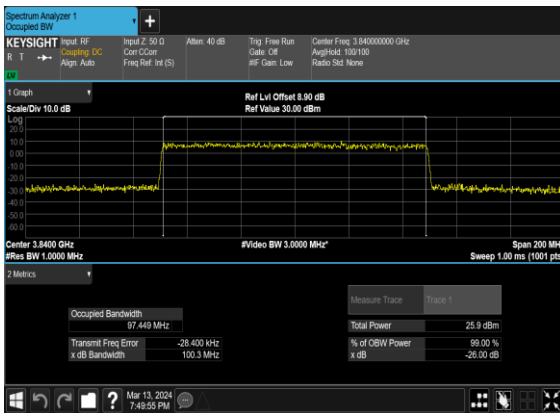 Spectrum Analyzer 1
Occupied BW
+
KEYSIGHT Input: RF Input Z: 50 Ω Atten: 40 dB Trig: Free Run Center Freq: 3.840000000 GHz
R T Coupling: DC Corr CCorr Gate: Off Avg|Hold: 100/100
Align: Auto Freq Ref: Int (S) #IF Gain: Low Radio Std: None
LV
1 Graph
Ref Lvl Offset 8.90 dB
Scale/Div 10.0 dB Ref Value 30.00 dBm
Log
20.0
10.0
0.00
-10.0
-20.0
-30.0
-40.0
-50.0
-60.0
Center 3.8400 GHz #Video BW 3.0000 MHz* Span 200 MH
#Res BW 1.0000 MHz Sweep 1.00 ms (1001 pts
2 Metrics
Measure Trace Trace 1
Occupied Bandwidth
97.449 MHz Total Power 25.9 dBm
Transmit Freq Error -28.400 kHz % of OBW Power 99.00 %
x dB Bandwidth 100.3 MHz x dB -26.00 dB
?
Mar 13, 2024
7:49:55 PM